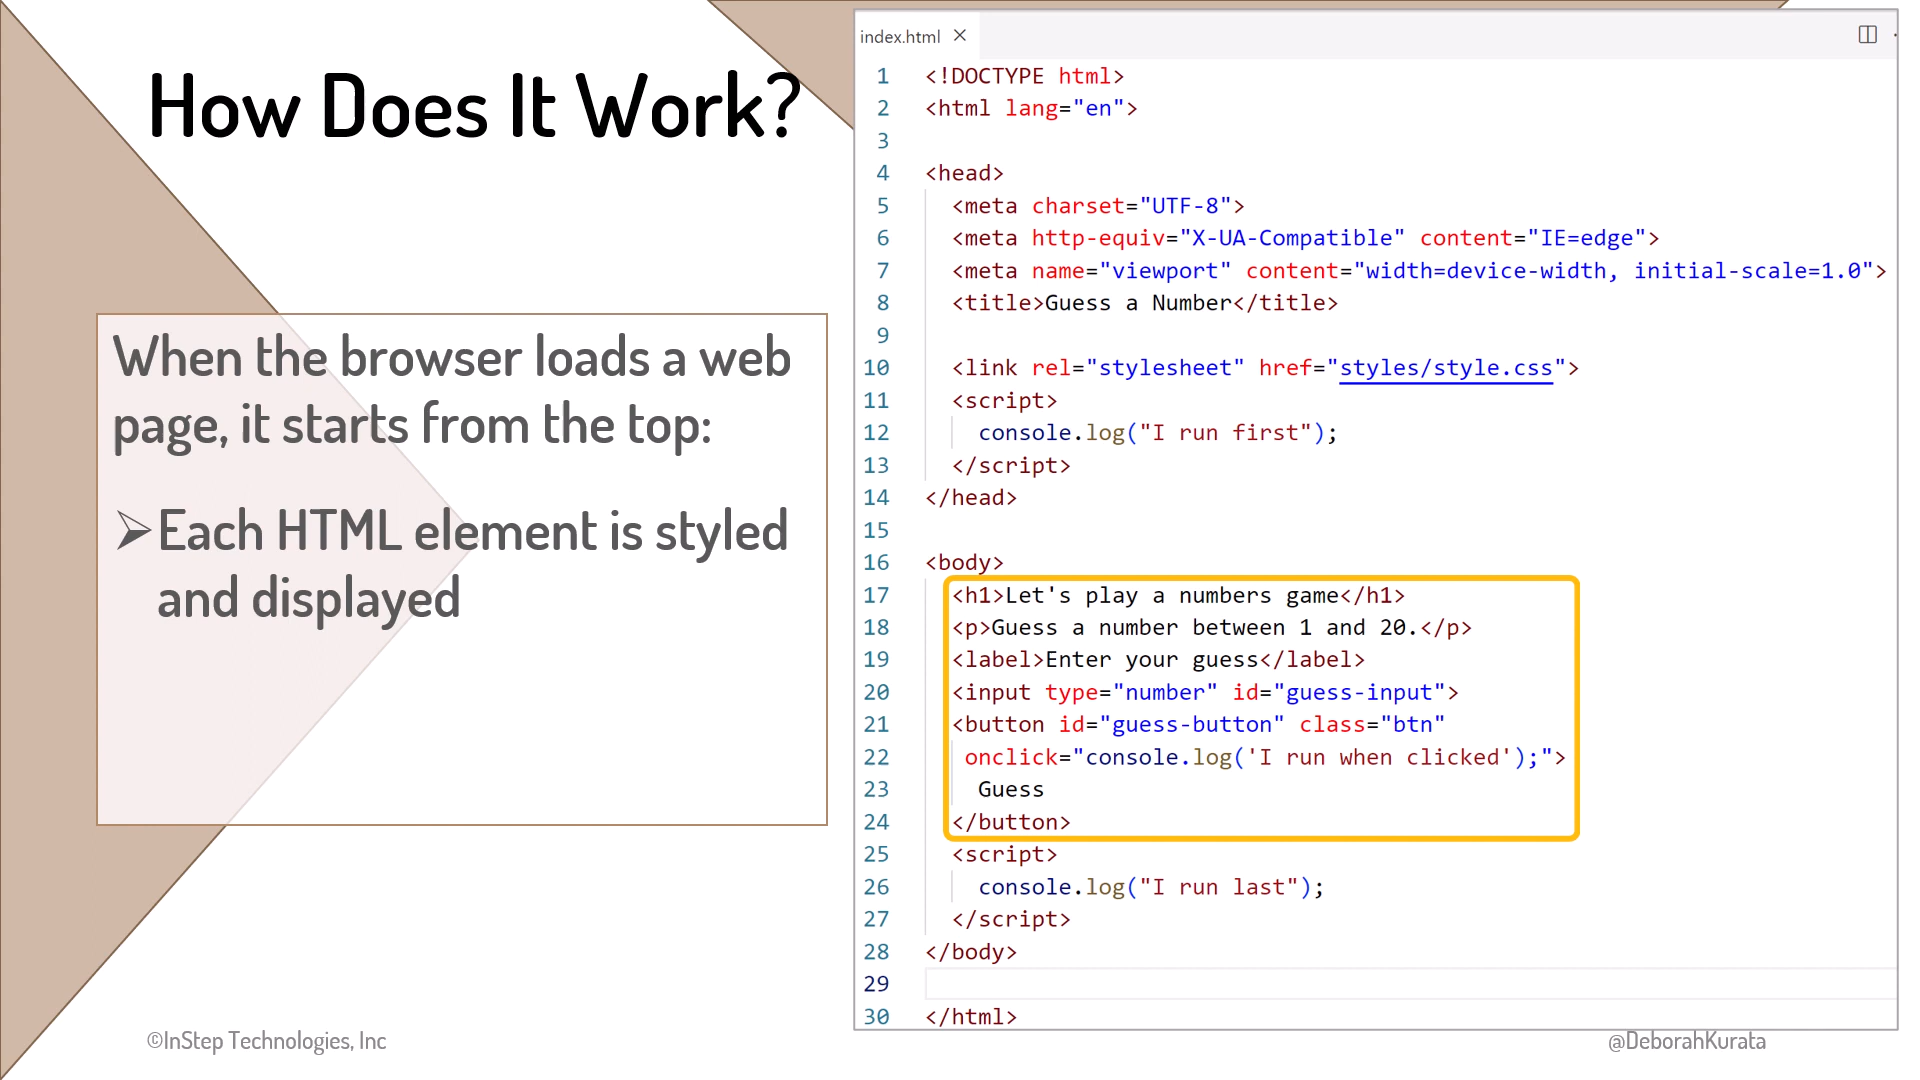 How Does It Work?
When the browser loads a web
page, it starts from the top:
➢Each HTML element is styled
and displayed
©InStep Technologies, Inc
index.html ×
1 <!DOCTYPE html>
2 <html lang="en">
3
4 <head>
5 <meta charset="UTF-8">
6 <meta http-equiv="X-UA-Compatible" content="IE=edge">
7 <meta name="viewport" content="width=device-width, initial-scale=1.0">
8 <title>Guess a Number</title>
9
10 <link rel="stylesheet" href="styles/style.css">
11 <script>
12 console.log("I run first");
13 </script>
14 </head>
15
16 <body>
17 <h1>Let's play a numbers game</h1>
18 <p>Guess a number between 1 and 20.</p>
19 <label>Enter your guess</label>
20 <input type="number" id="guess-input">
21 <button id="guess-button" class="btn"
22 onclick="console.log('I run when clicked');">
23 Guess
24 </button>
25 <script>
26 console.log("I run last");
27 </script>
28 </body>
29
30 </html>
@DeborahKurata